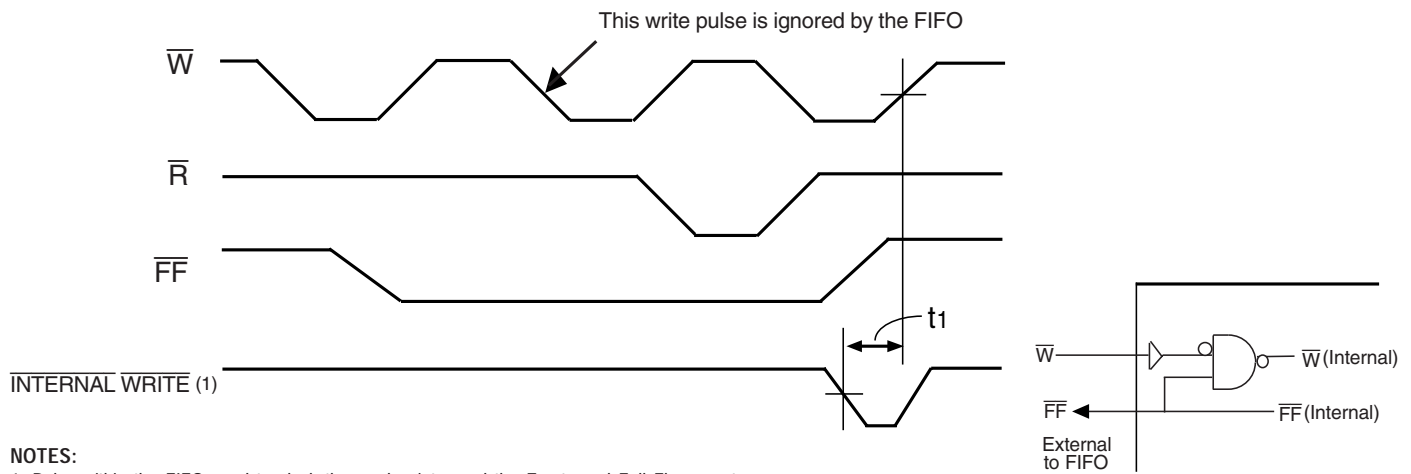 This write pulse is ignored by the FIFO
W
R
FF
t1
INTERNAL WRITE (1)
W
W (Internal)
FF
FF (Internal)
External
to FIFO
NOTES: